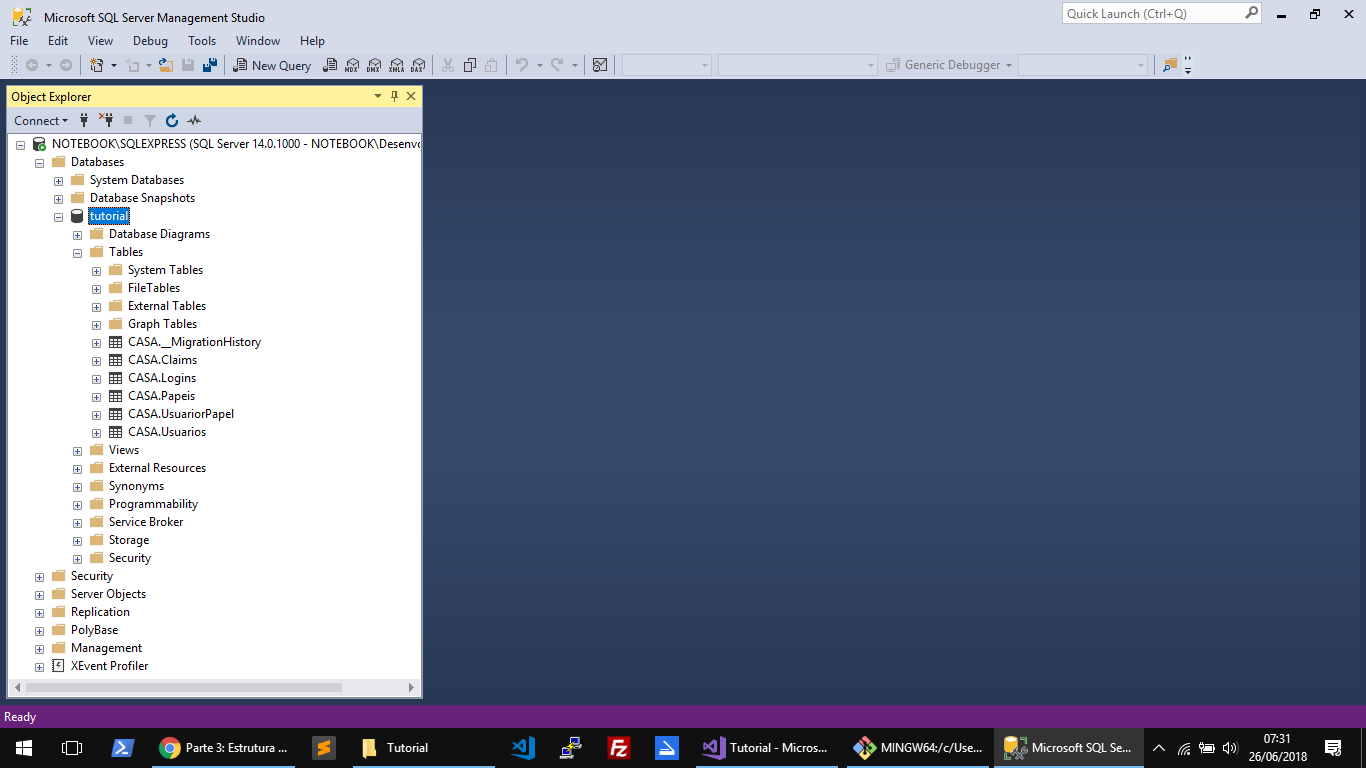 Microsoft SQL Server Management Studio
Quick Launch (Ctrl+Q)
File Edit View Debug Tools Window Help
New Query MDX DMX XMLA DAX Generic Debugger
Object Explorer
Connect
NOTEBOOK\SQLEXPRESS (SQL Server 14.0.1000 - NOTEBOOK\Desenvo
Databases
System Databases
Database Snapshots
tutorial
Database Diagrams
Tables
System Tables
FileTables
External Tables
Graph Tables
CASA.__MigrationHistory
CASA.Claims
CASA.Logins
CASA.Papeis
CASA.UsuariorPapel
CASA.Usuarios
Views
External Resources
Synonyms
Programmability
Service Broker
Storage
Security
Security
Server Objects
Replication
PolyBase
Management
XEvent Profiler
Ready
Parte 3: Estrutura ... Tutorial Fz Tutorial - Micros... MINGW64:/c/Use... Microsoft SQL Se...
07:31
26/06/2018